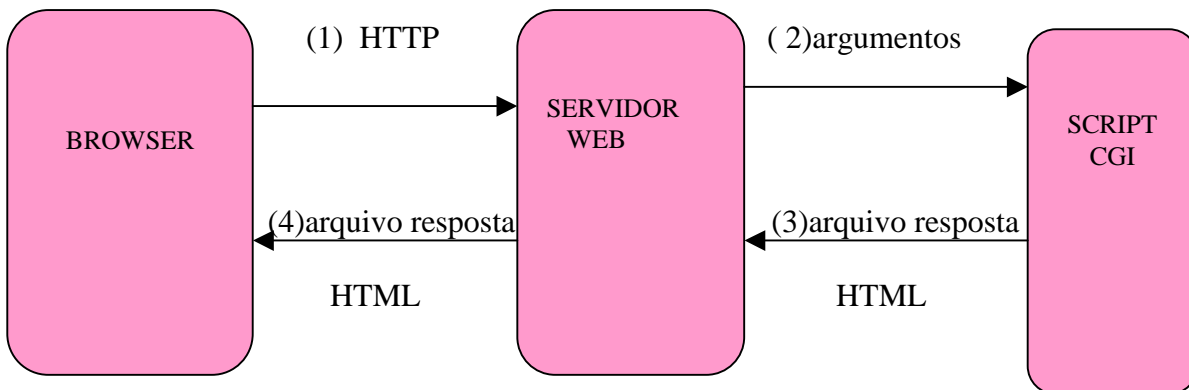 (1) HTTP
( 2)argumentos
BROWSER
SERVIDOR
WEB
SCRIPT
CGI
(4)arquivo resposta
(3)arquivo resposta
HTML
HTML